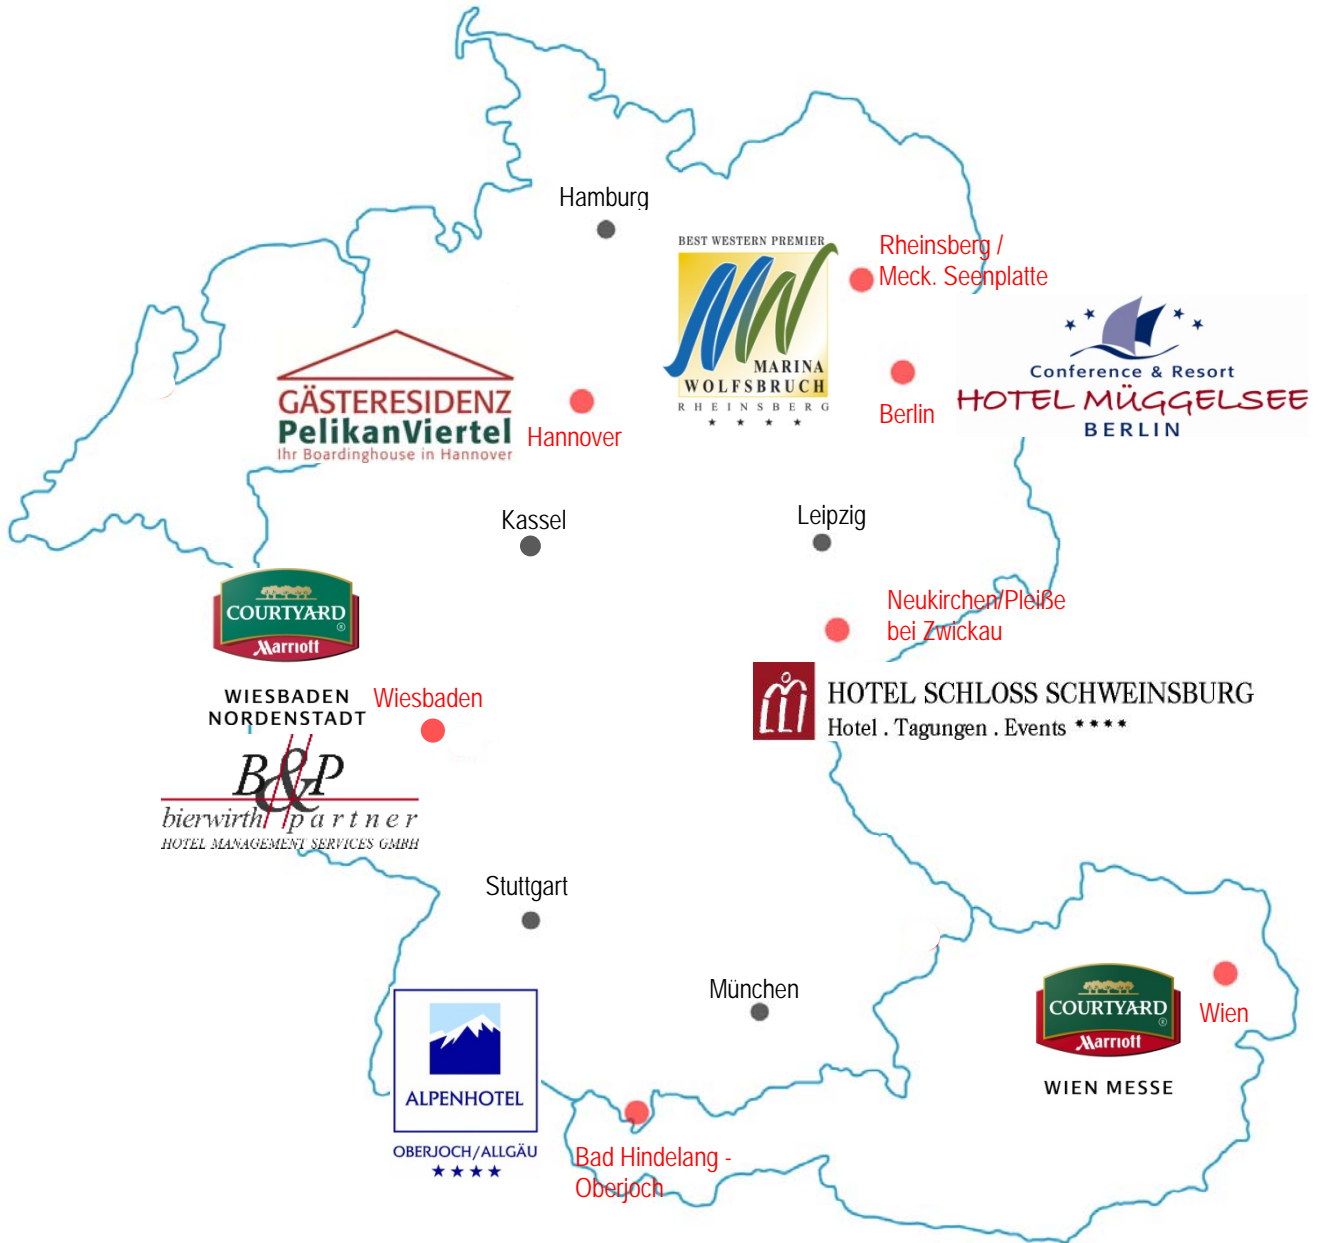 Hamburg
BEST WESTERN PREMIER
MARINA
WOLFSBRUCH
RHEINSBERG
Rheinsberg /
Meck. Seenplatte
Conference & Resort
HOTEL MÜGGELSEE
BERLIN
Berlin
GÄSTERESIDENZ
PelikanViertel
Ihr Boardinghouse in Hannover
Hannover
Kassel
Leipzig
COURTYARD
®
Marriott
WIESBADEN
NORDENSTADT
Wiesbaden
Neukirchen/Pleiße
bei Zwickau
HOTEL SCHLOSS SCHWEINSBURG
Hotel . Tagungen . Events ****
B&P
bierwirth partner
HOTEL MANAGEMENT SERVICES GMBH
Stuttgart
München
ALPENHOTEL
OBERJOCH/ALLGÄU
Bad Hindelang -
Oberjoch
COURTYARD
®
Marriott
WIEN MESSE
Wien